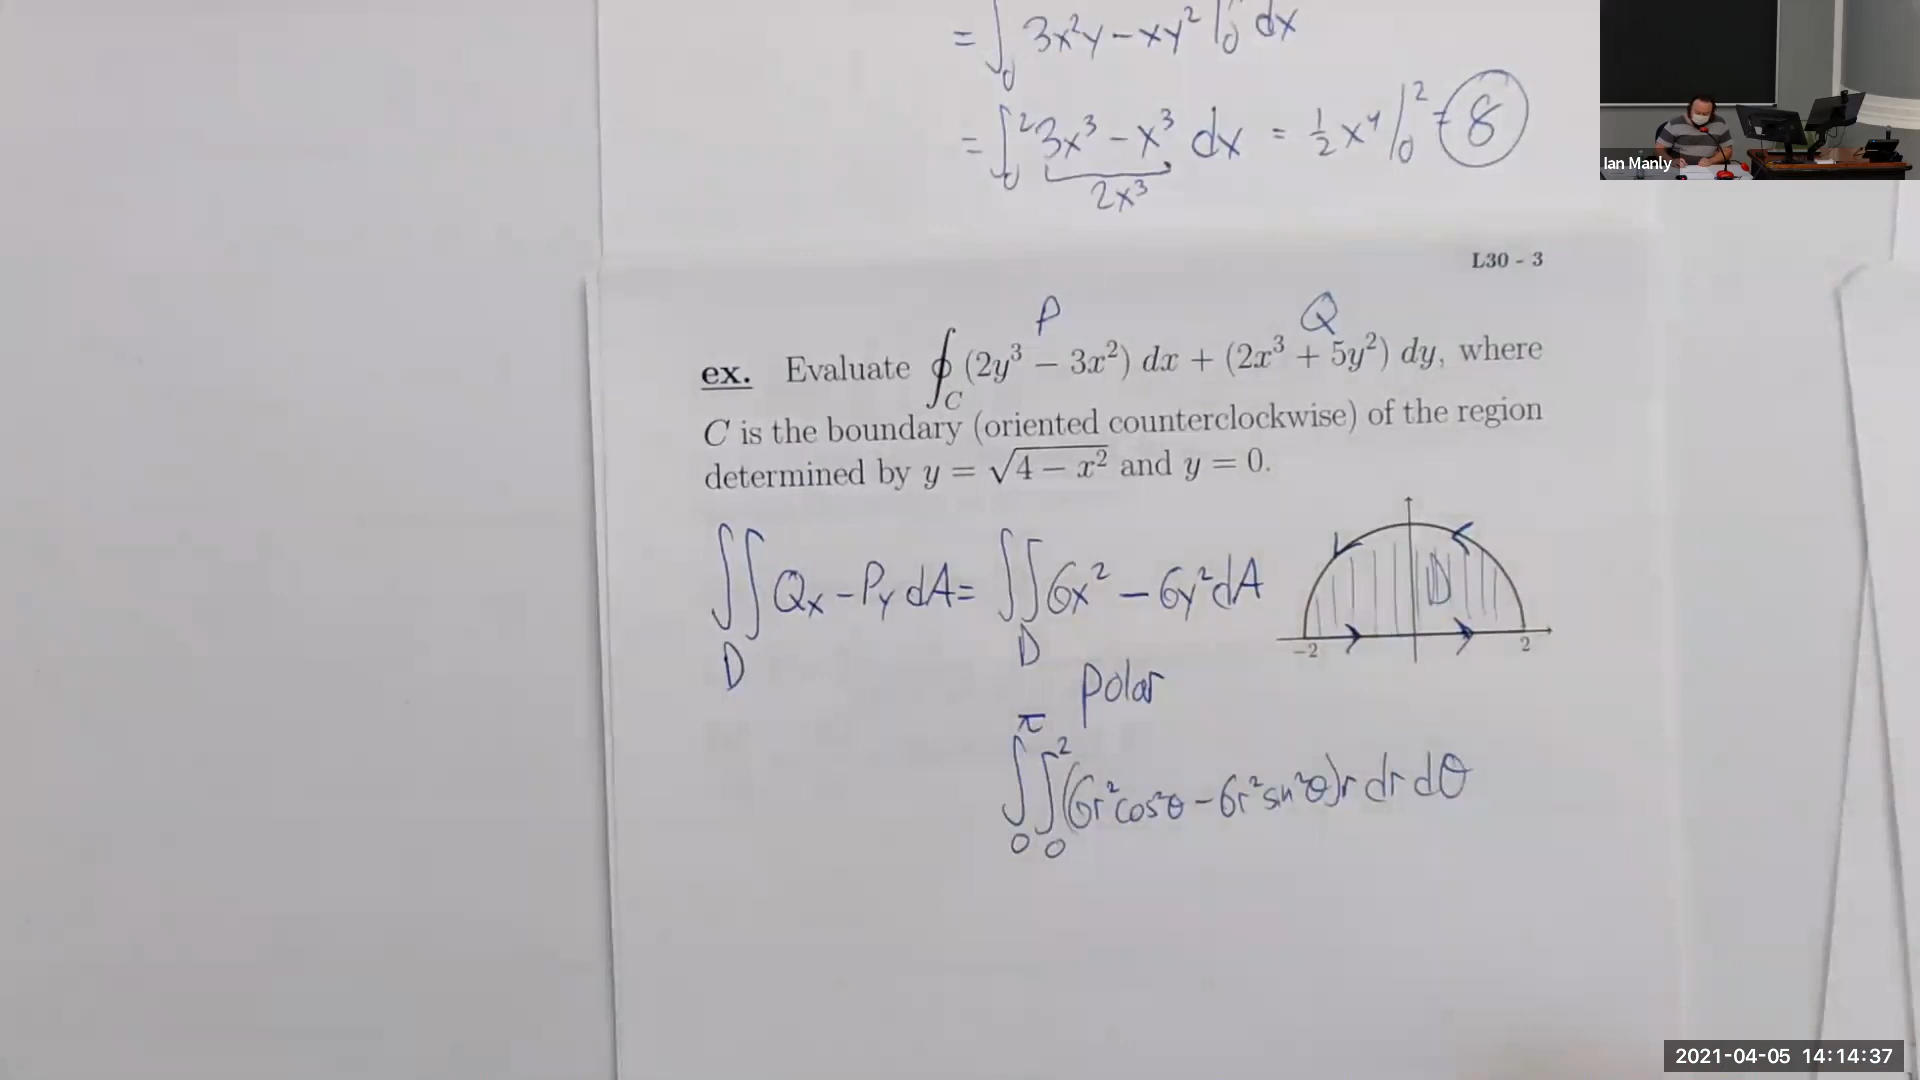 = ∫₀ 3x²y - xy² |₀ dx
= ∫₀² 3x³ - x³ dx = ½x⁴ |₀² = 8
2x³
Ian Manly
L30 - 3
P Q
ex. Evaluate ∮_C (2y³ − 3x²) dx + (2x³ + 5y²) dy, where
C is the boundary (oriented counterclockwise) of the region
determined by y = √(4 − x²) and y = 0.
∬_D Qx - Py dA = ∬_D 6x² - 6y² dA
D
−2 2
Polar
∫₀^π ∫₀² (6r²cos²θ - 6r²sin²θ) r dr dθ
2021-04-05 14:14:37